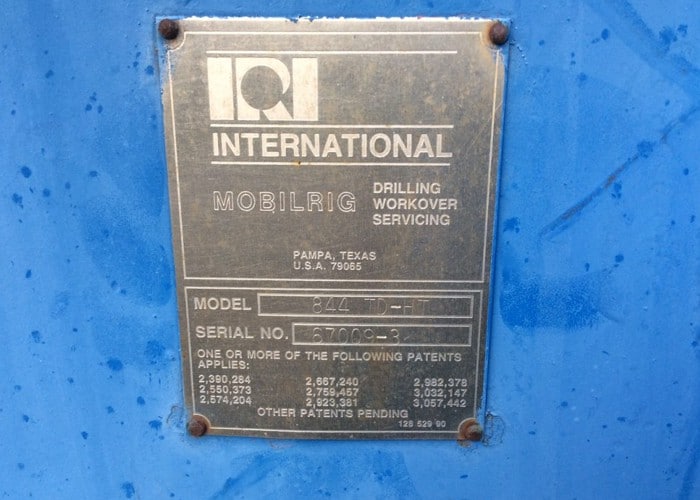 IRI
INTERNATIONAL
MOBILRIG
DRILLING
WORKOVER
SERVICING
PAMPA, TEXAS
U.S.A. 79065
MODEL 844 TD-HT
SERIAL NO. 67009-3
ONE OR MORE OF THE FOLLOWING PATENTS
APPLIES:
2,390,284 2,667,240 2,982,378
2,550,373 2,759,457 3,032,147
2,574,204 2,923,381 3,057,442
OTHER PATENTS PENDING
128 529 90